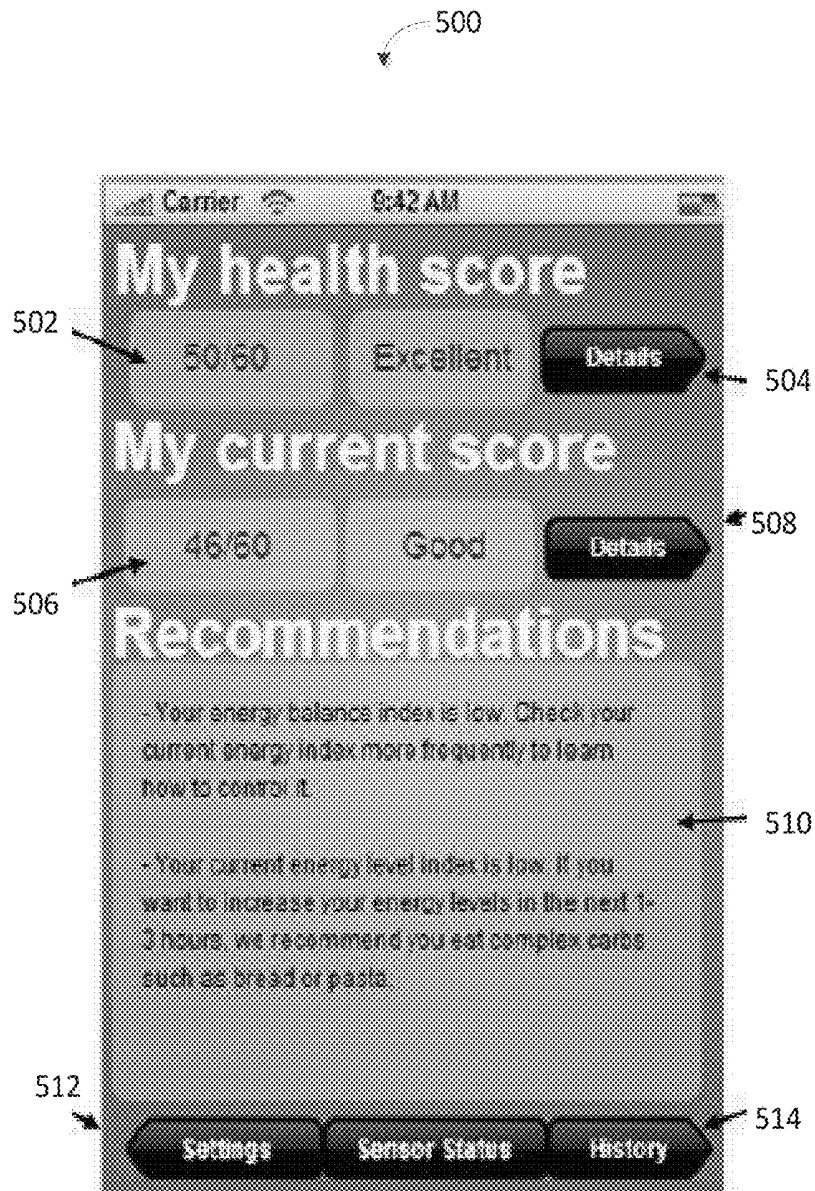 500
Carrier 9:42 AM
My health score
502
50/60 Excellent Details
504
My current score
46/60 Good Details
508
506
Recommendations
- Your energy balance index is low. Check your
current energy index more frequently to learn
how to control it.
510
- Your current energy level index is low. If you
want to increase your energy levels in the next 1-
3 hours, we recommend you eat complex carbs
such as bread or pasta.
512
514
Settings Sensor States History